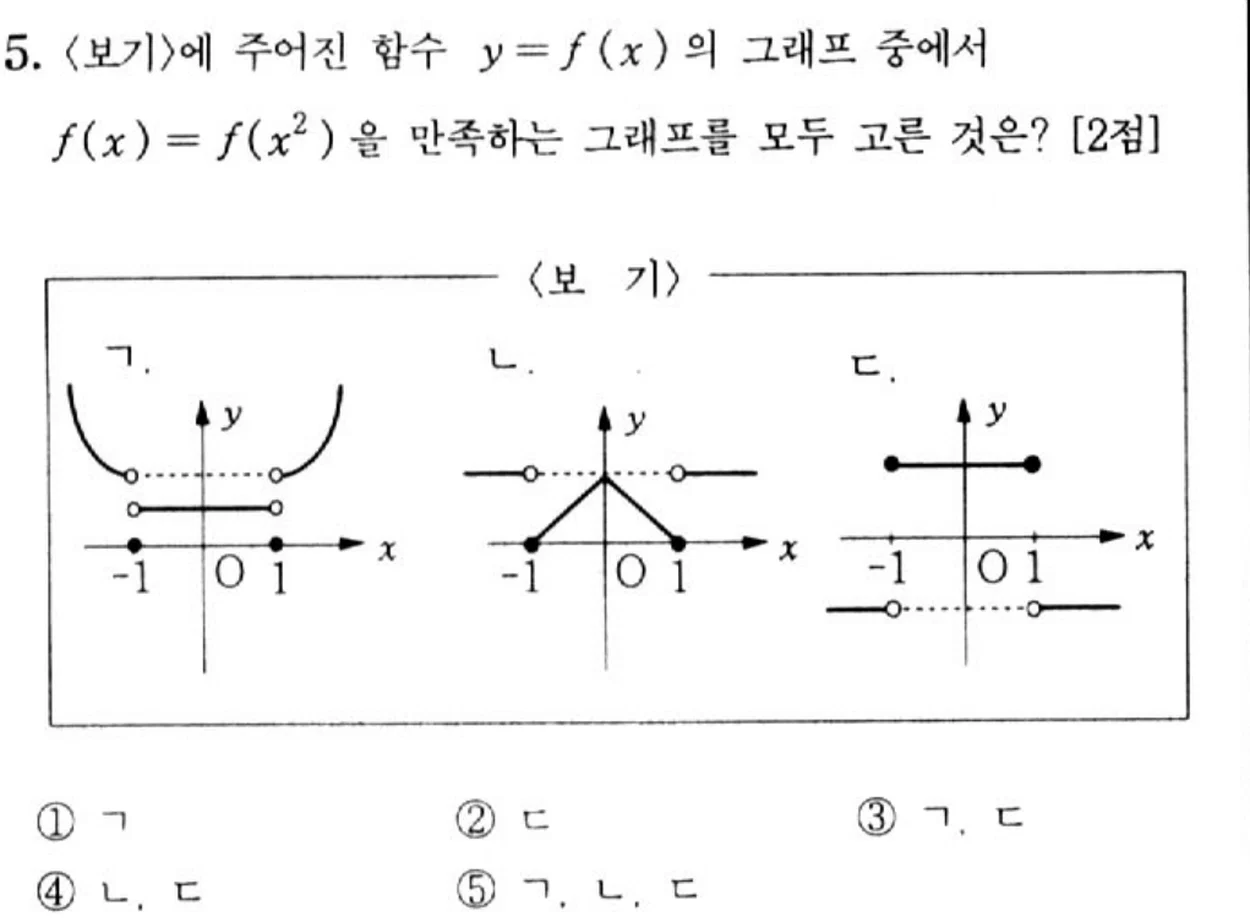 5. 〈보기〉에 주어진 함수 y=f(x)의 그래프 중에서
f(x)=f(x²)을 만족하는 그래프를 모두 고른 것은? [2점]
〈보 기〉
ㄱ. ㄴ. ㄷ.
y y y
-1 O 1 x -1 O 1 x -1 O 1 x
① ㄱ ② ㄷ ③ ㄱ, ㄷ
④ ㄴ, ㄷ ⑤ ㄱ, ㄴ, ㄷ